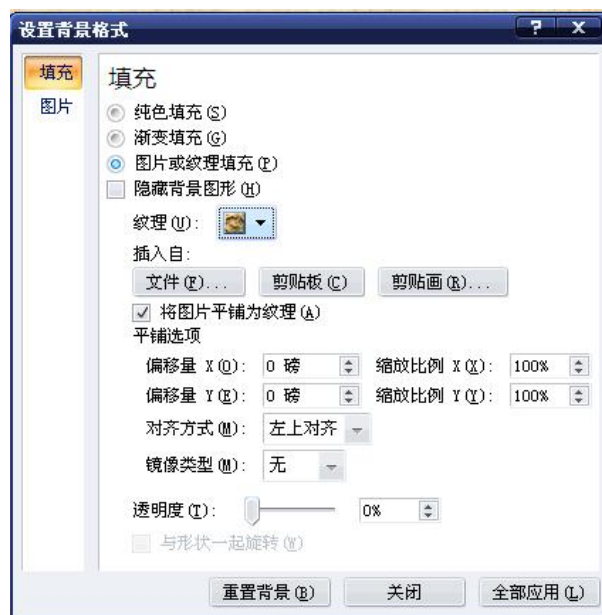 设置背景格式
填充
图片
填充
纯色填充(S)
渐变填充(G)
图片或纹理填充(P)
隐藏背景图形(H)
纹理(U):
插入自:
文件(F)... 剪贴板(C) 剪贴画(R)...
将图片平铺为纹理(A)
平铺选项
偏移量 X(O): 0 磅 缩放比例 X(X): 100%
偏移量 Y(E): 0 磅 缩放比例 Y(Y): 100%
对齐方式(M): 左上对齐
镜像类型(M): 无
透明度(T): 0%
与形状一起旋转(W)
重置背景(B) 关闭 全部应用(L)